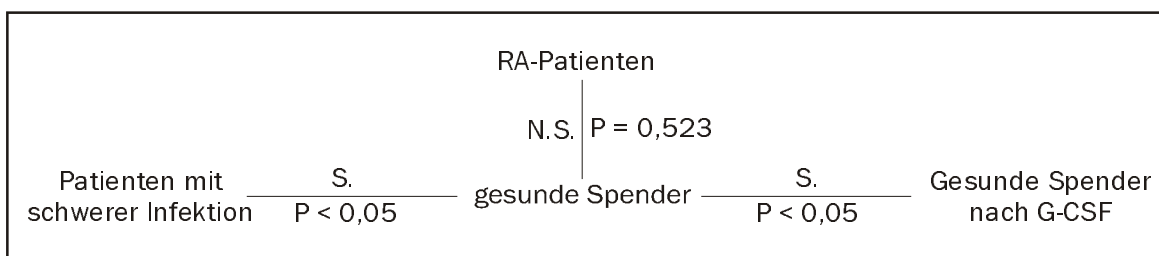 RA-Patienten
N.S. P = 0,523
Patienten mit
schwerer Infektion
S.
P < 0,05
gesunde Spender
S.
P < 0,05
Gesunde Spender
nach G-CSF